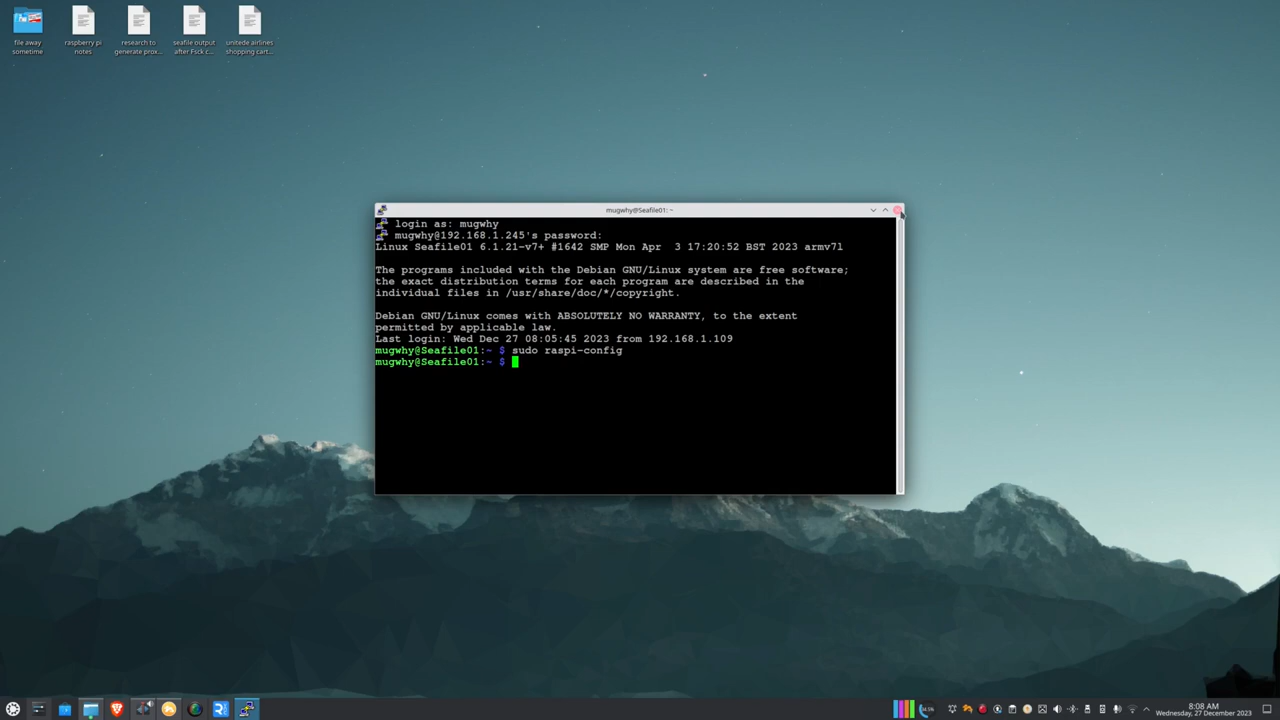 file away
sometime
raspberry pi
notes
research to
generate prox...
seafile output
after Fsck c...
unitede airlines
shopping cart...
mugwhy@Seafile01: ~
login as: mugwhy
mugwhy@192.168.1.245's password:
Linux Seafile01 6.1.21-v7+ #1642 SMP Mon Apr  3 17:20:52 BST 2023 armv7l
The programs included with the Debian GNU/Linux system are free software;
the exact distribution terms for each program are described in the
individual files in /usr/share/doc/*/copyright.
Debian GNU/Linux comes with ABSOLUTELY NO WARRANTY, to the extent
permitted by applicable law.
Last login: Wed Dec 27 08:05:45 2023 from 192.168.1.109
mugwhy@Seafile01:~ $ sudo raspi-config
mugwhy@Seafile01:~ $
8:08 AM
Wednesday, 27 December 2023